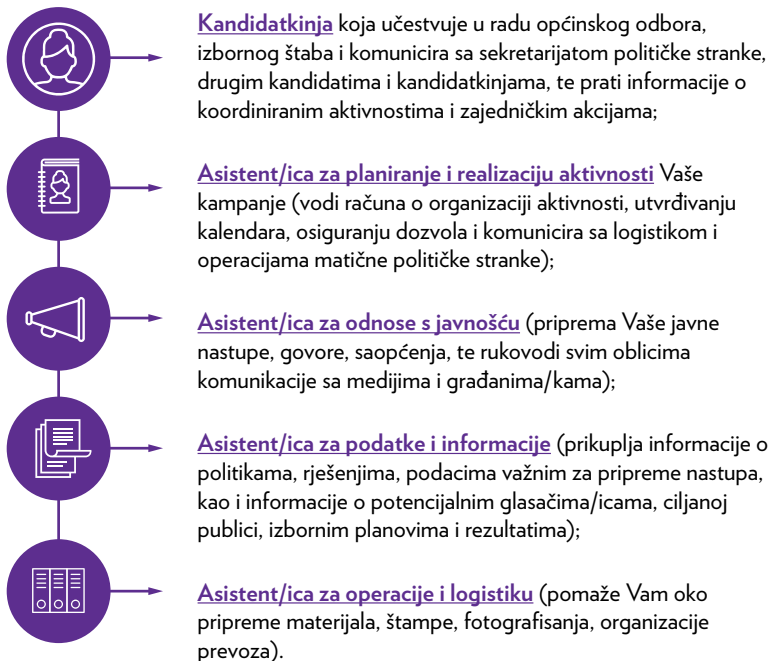 Kandidatkinja koja učestvuje u radu općinskog odbora,
izbornog štaba i komunicira sa sekretarijatom političke stranke,
drugim kandidatima i kandidatkinjama, te prati informacije o
koordiniranim aktivnostima i zajedničkim akcijama;
Asistent/ica za planiranje i realizaciju aktivnosti Vaše
kampanje (vodi računa o organizaciji aktivnosti, utvrđivanju
kalendara, osiguranju dozvola i komunicira sa logistikom i
operacijama matične političke stranke);
Asistent/ica za odnose s javnošću (priprema Vaše javne
nastupe, govore, saopćenja, te rukovodi svim oblicima
komunikacije sa medijima i građanima/kama);
Asistent/ica za podatke i informacije (prikuplja informacije o
politikama, rješenjima, podacima važnim za pripreme nastupa,
kao i informacije o potencijalnim glasačima/icama, ciljanoj
publici, izbornim planovima i rezultatima);
Asistent/ica za operacije i logistiku (pomaže Vam oko
pripreme materijala, štampe, fotografisanja, organizacije
prevoza).